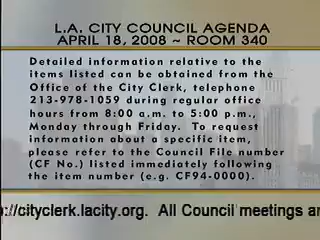 L.A. CITY COUNCIL AGENDA
APRIL 18, 2008 ~ ROOM 340
Detailed information relative to the
items listed can be obtained from the
Office of the City Clerk, telephone
213-978-1059 during regular office
hours from 8:00 a.m. to 5:00 p.m.,
Monday through Friday. To request
information about a specific item,
please refer to the Council File number
(CF No.) listed immediately following
the item number (e.g. CF94-0000).
://cityclerk.lacity.org. All Council meetings ar